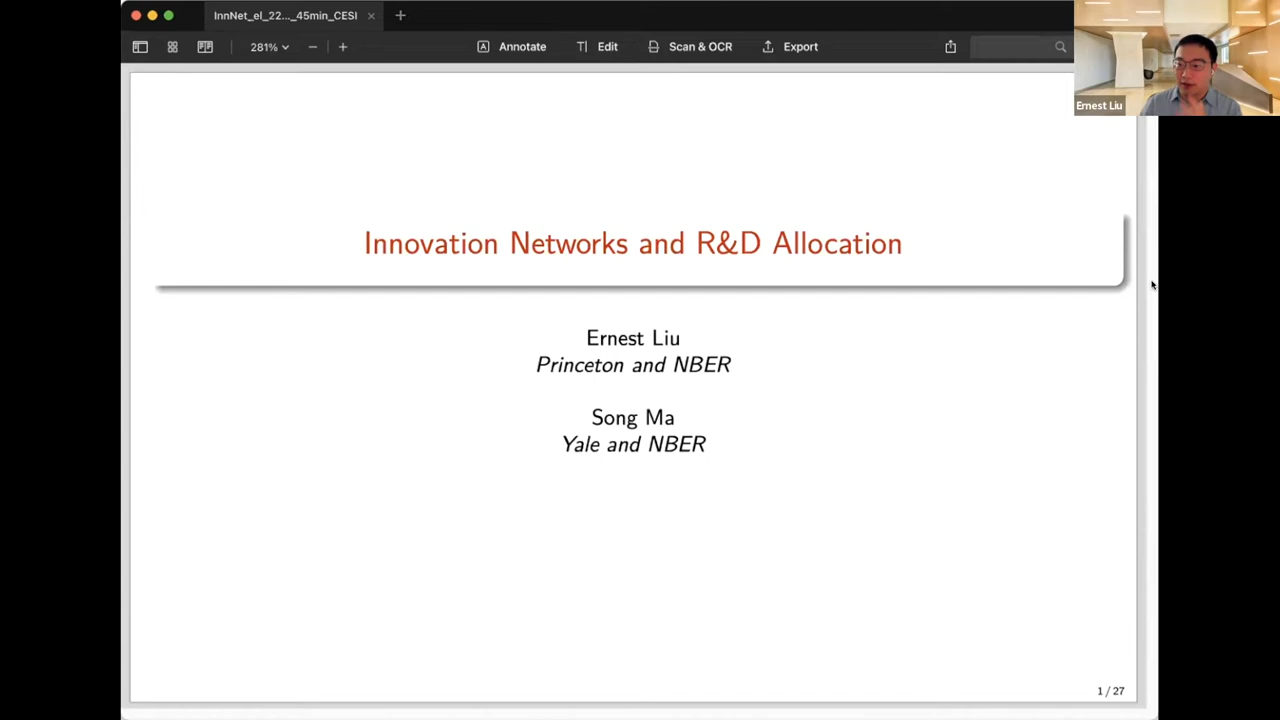 InnNet_el_22..._45min_CESI
281%
Annotate
Edit
Scan & OCR
Export
Ernest Liu
Innovation Networks and R&D Allocation
Ernest Liu
Princeton and NBER
Song Ma
Yale and NBER
1 / 27